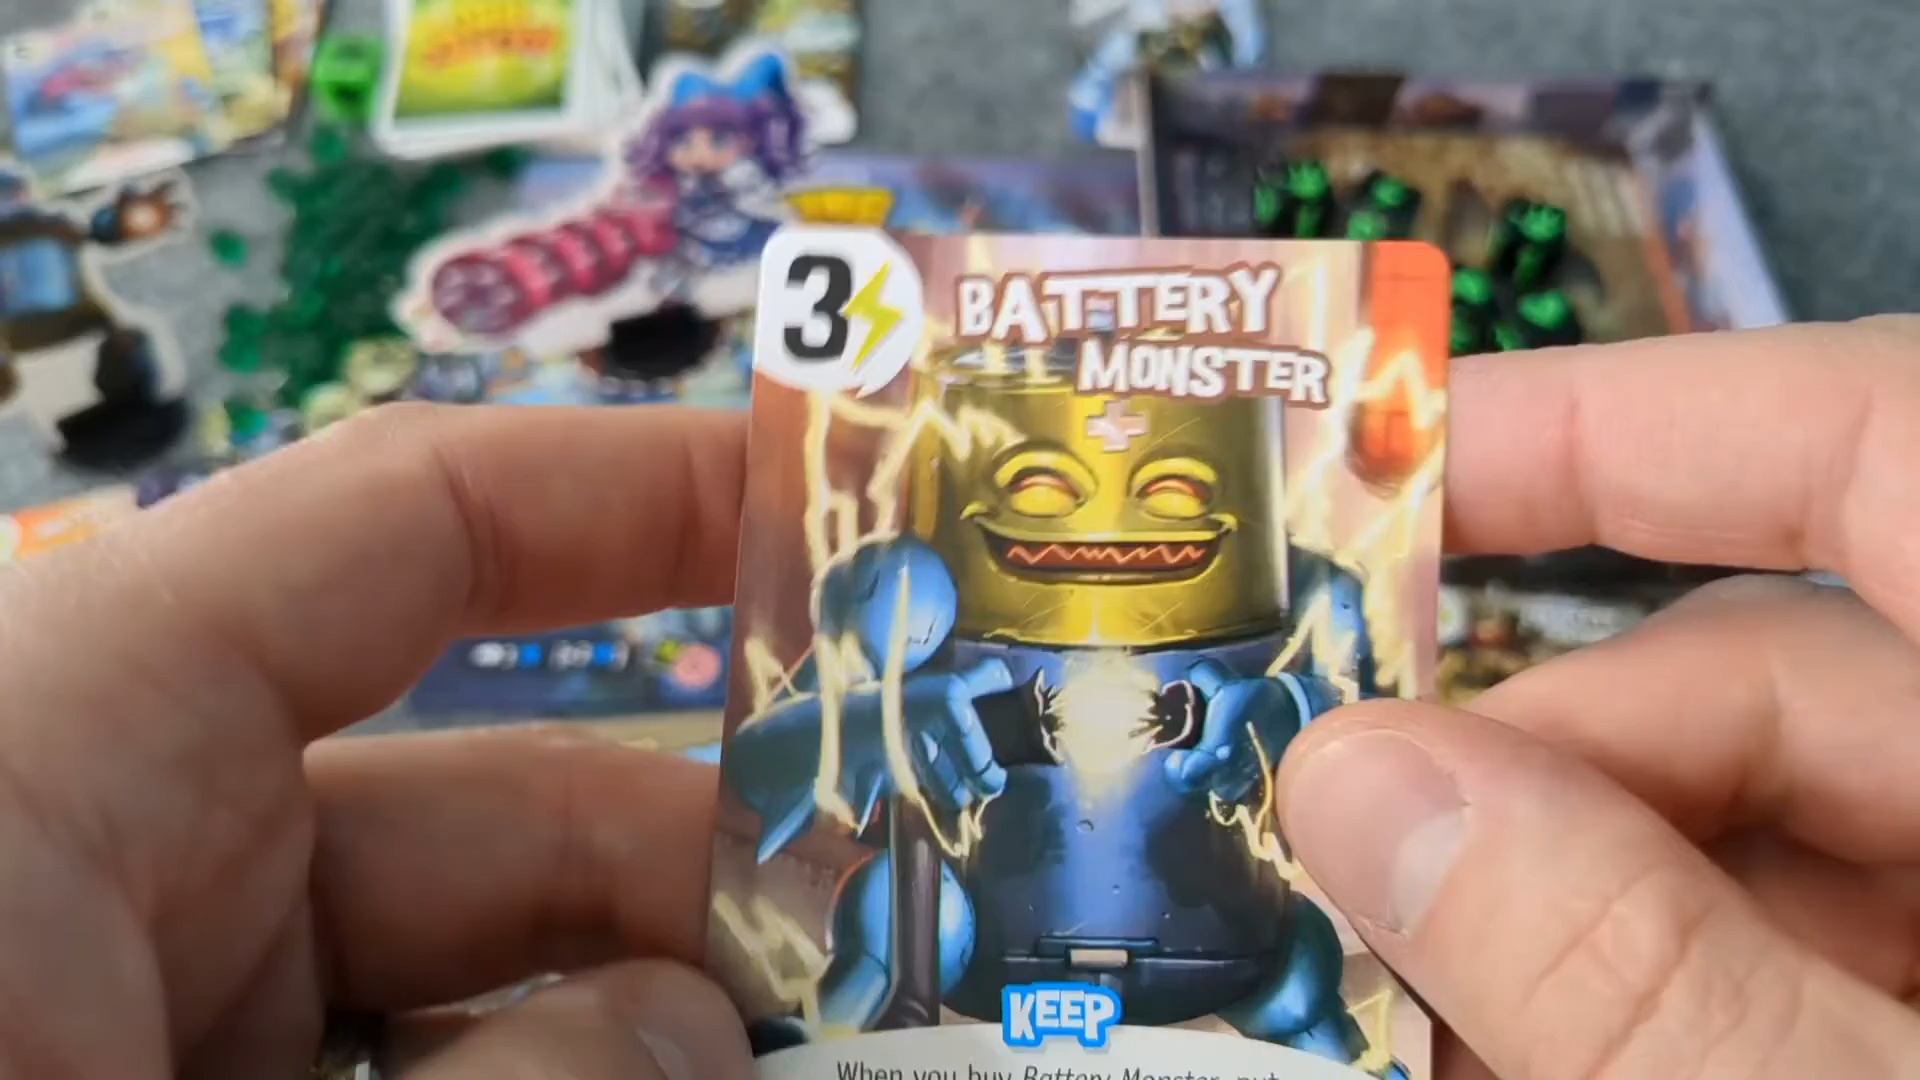 3
BATTERY
MONSTER
KEEP
When you buy Battery Monster, put